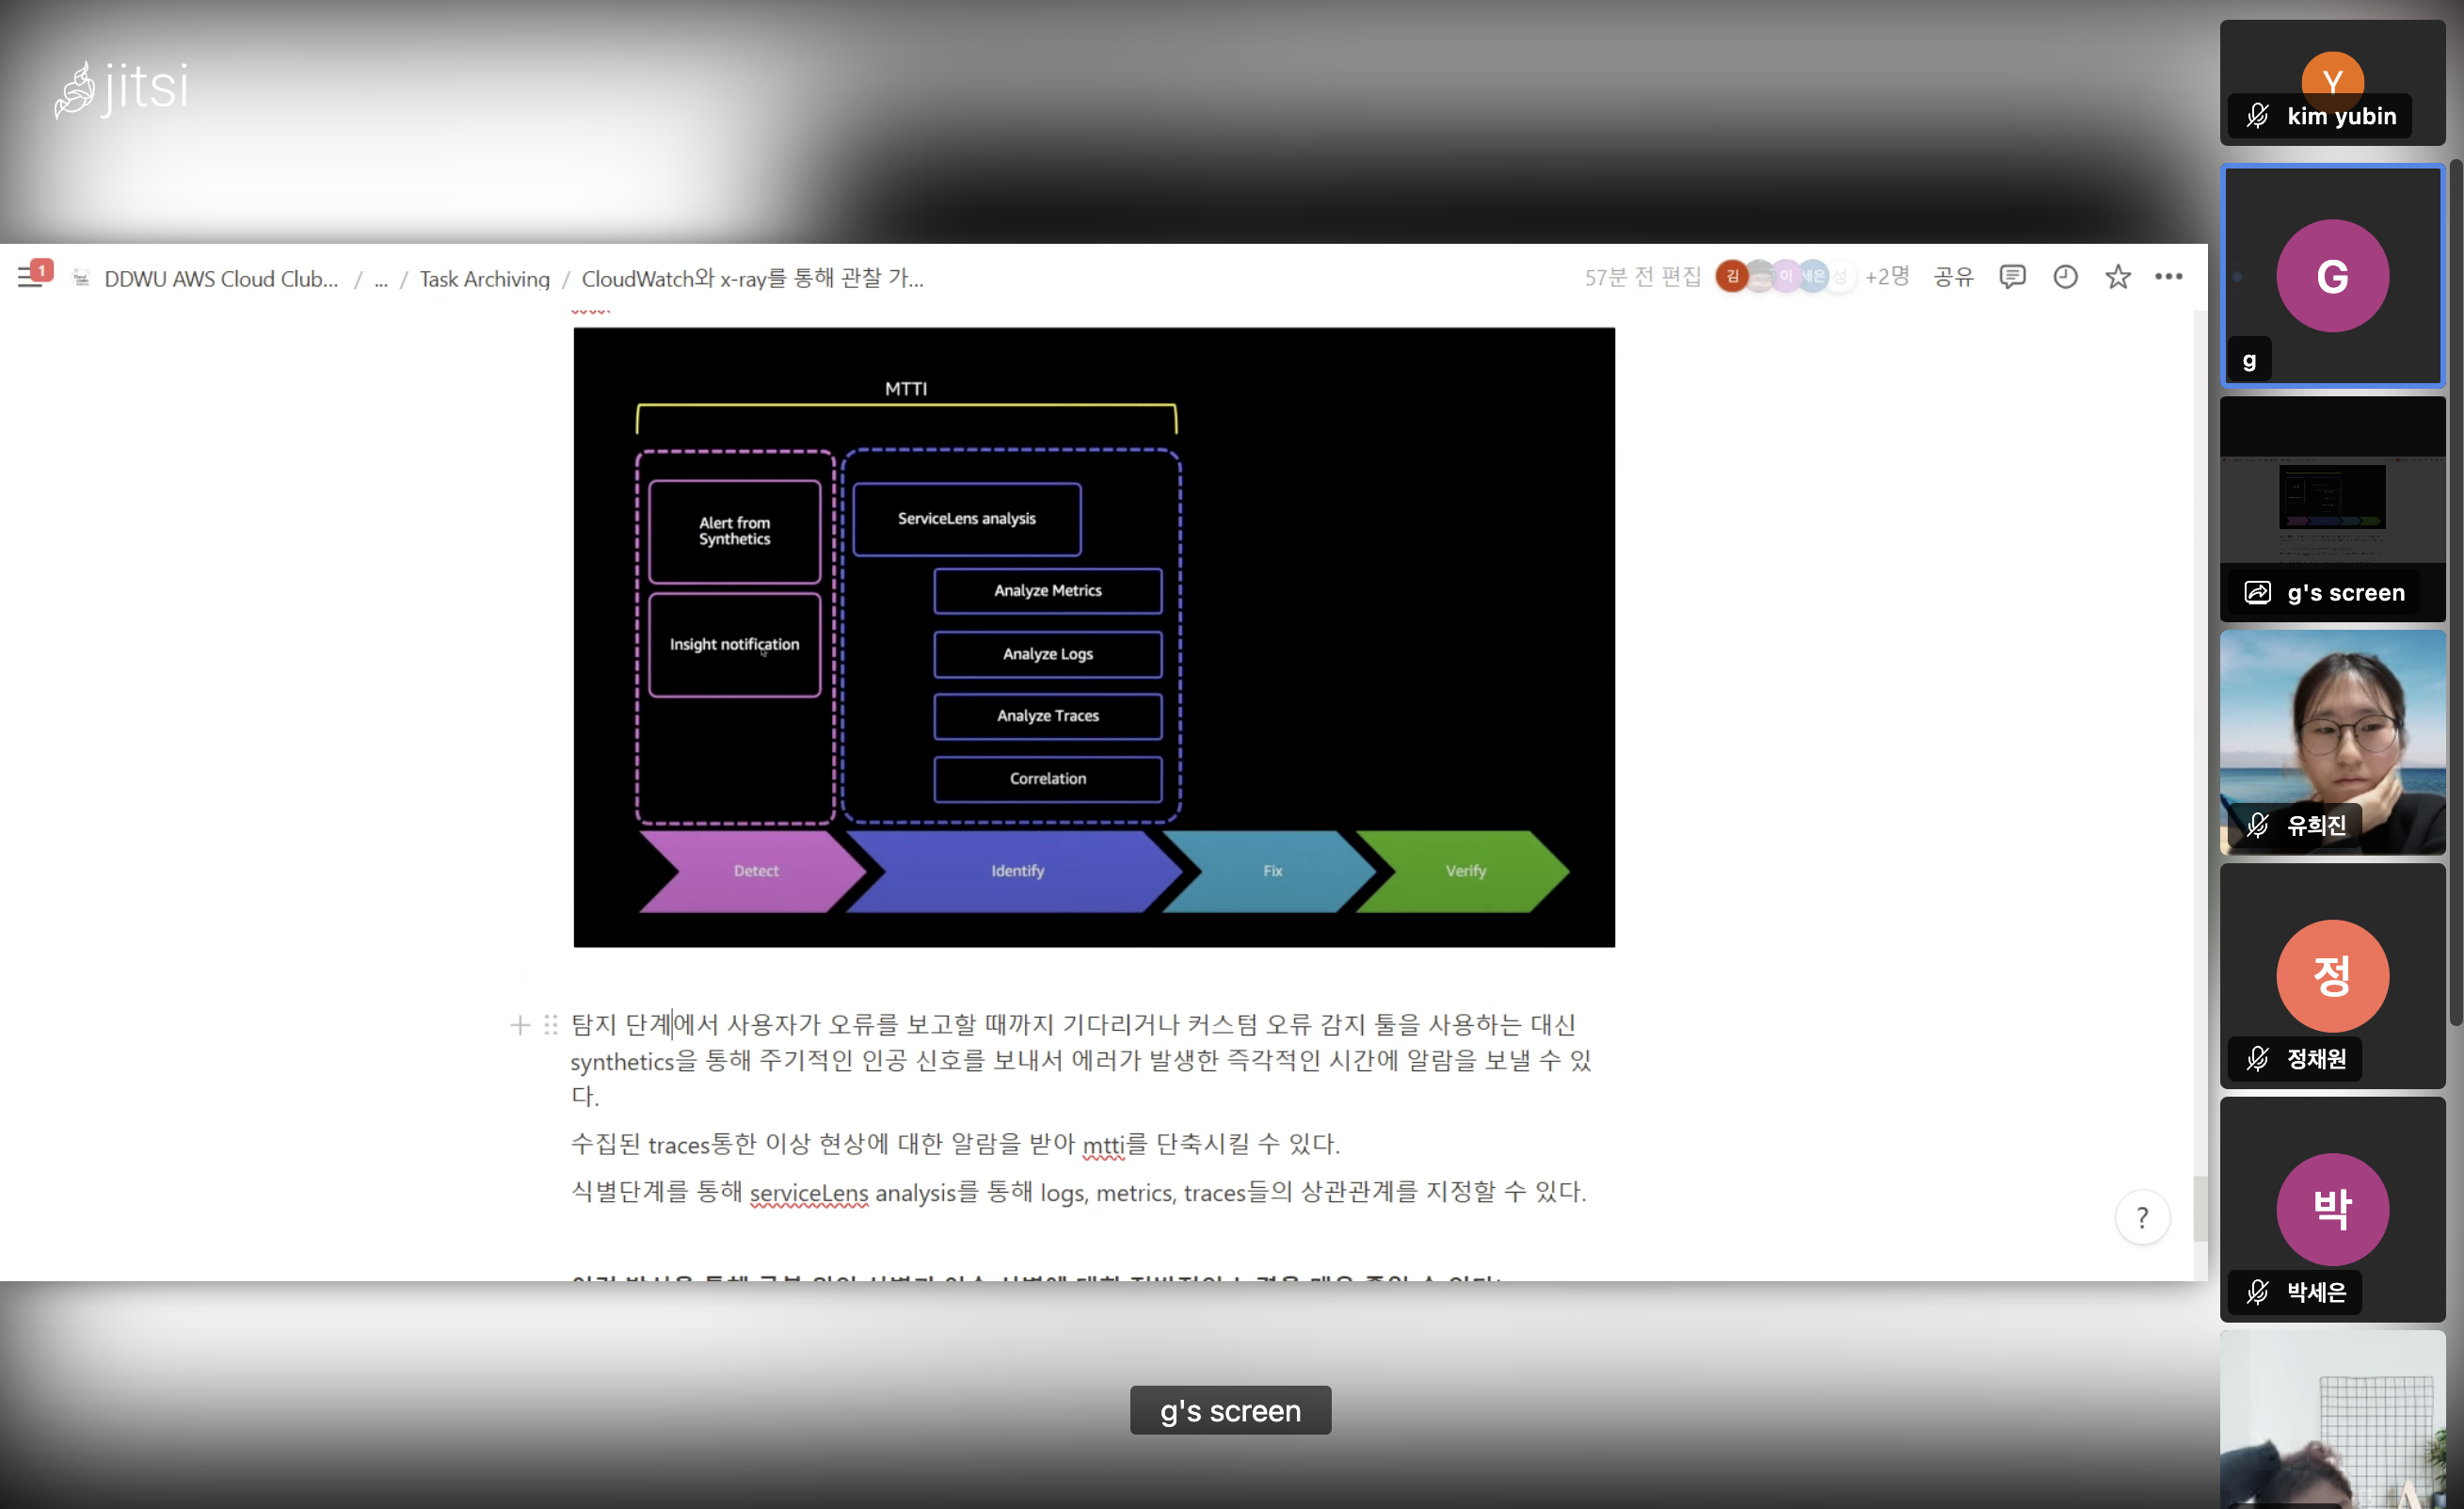 jitsi
1
DDWU AWS Cloud Club... / ... / Task Archiving / CloudWatch와 x-ray를 통해 관찰 가...
57분 전 편집 김 이 세은 성 +2명 공유
MTTI
Alert from
Synthetics
Insight notification
ServiceLens analysis
Analyze Metrics
Analyze Logs
Analyze Traces
Correlation
Detect
Identify
Fix
Verify
탐지 단계에서 사용자가 오류를 보고할 때까지 기다리거나 커스텀 오류 감지 툴을 사용하는 대신
synthetics을 통해 주기적인 인공 신호를 보내서 에러가 발생한 즉각적인 시간에 알람을 보낼 수 있
다.
수집된 traces통한 이상 현상에 대한 알람을 받아 mtti를 단축시킬 수 있다.
식별단계를 통해 serviceLens analysis를 통해 logs, metrics, traces들의 상관관계를 지정할 수 있다.
?
g's screen
Y
kim yubin
G
g
g's screen
유희진
정
정채원
박
박세은